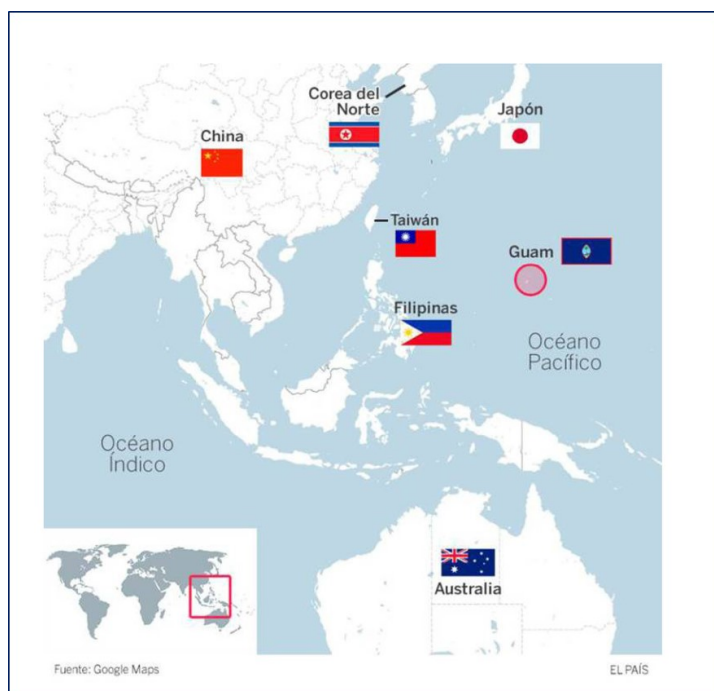 Corea del
Norte
China
Japón
Taiwán
Guam
Filipinas
Océano
Pacífico
Océano
Índico
Australia
Fuente: Google Maps
EL PAÍS